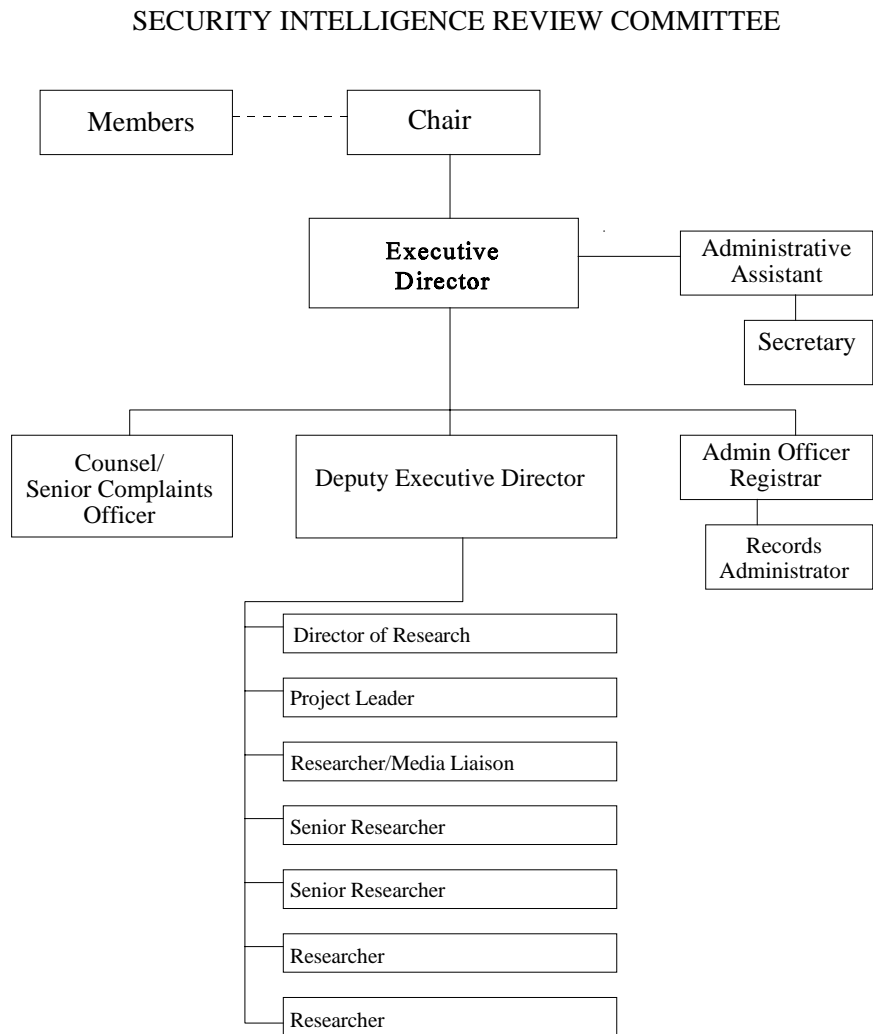 SECURITY INTELLIGENCE REVIEW COMMITTEE
Members
Chair
Executive
Director
Administrative
Assistant
Secretary
Counsel/
Senior Complaints
Officer
Deputy Executive Director
Admin Officer
Registrar
Records
Administrator
Director of Research
Project Leader
Researcher/Media Liaison
Senior Researcher
Senior Researcher
Researcher
Researcher